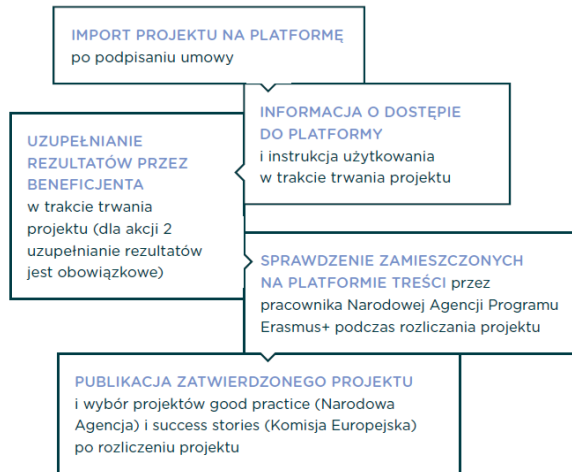 IMPORT PROJEKTU NA PLATFORMĘ
po podpisaniu umowy
INFORMACJA O DOSTĘPIE
DO PLATFORMY
i instrukcja użytkowania
w trakcie trwania projektu
UZUPEŁNIANIE
REZULTATÓW PRZEZ
BENEFICJENTA
w trakcie trwania
projektu (dla akcji 2
uzupełnianie rezultatów
jest obowiązkowe)
SPRAWDZENIE ZAMIESZCZONYCH
NA PLATFORMIE TREŚCI przez
pracownika Narodowej Agencji Programu
Erasmus+ podczas rozliczania projektu
PUBLIKACJA ZATWIERDZONEGO PROJEKTU
i wybór projektów good practice (Narodowa
Agencja) i success stories (Komisja Europejska)
po rozliczeniu projektu